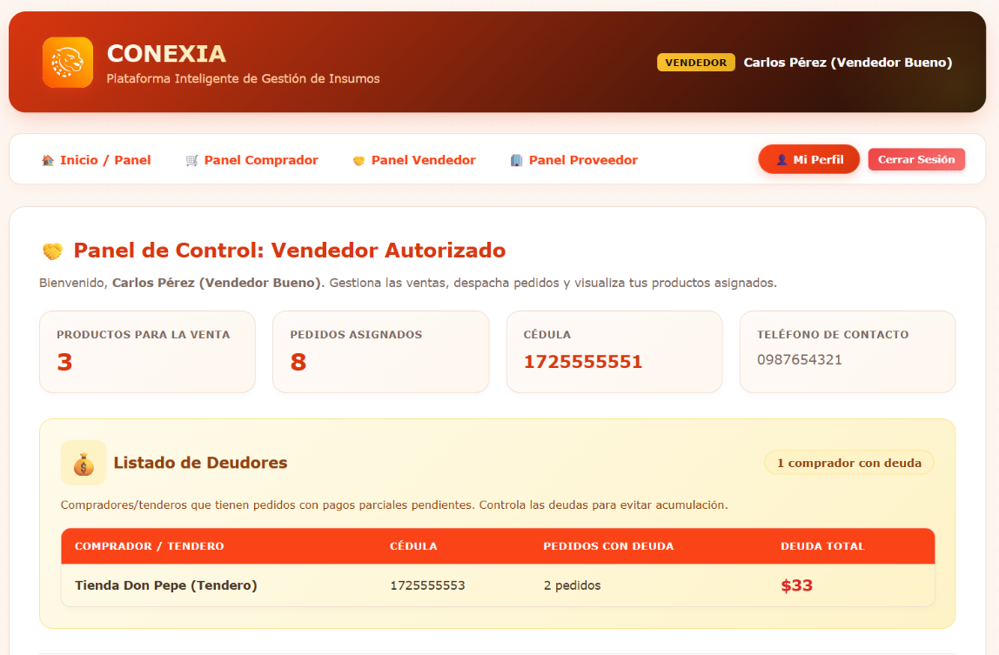 CONEXIA
Plataforma Inteligente de Gestión de Insumos
VENDEDOR Carlos Pérez (Vendedor Bueno)
Inicio / Panel Panel Comprador Panel Vendedor Panel Proveedor Mi Perfil Cerrar Sesión
Panel de Control: Vendedor Autorizado
Bienvenido, Carlos Pérez (Vendedor Bueno). Gestiona las ventas, despacha pedidos y visualiza tus productos asignados.
PRODUCTOS PARA LA VENTA
3
PEDIDOS ASIGNADOS
8
CÉDULA
1725555551
TELÉFONO DE CONTACTO
0987654321
Listado de Deudores
1 comprador con deuda
Compradores/tenderos que tienen pedidos con pagos parciales pendientes. Controla las deudas para evitar acumulación.
COMPRADOR / TENDERO CÉDULA PEDIDOS CON DEUDA DEUDA TOTAL
Tienda Don Pepe (Tendero) 1725555553 2 pedidos $33